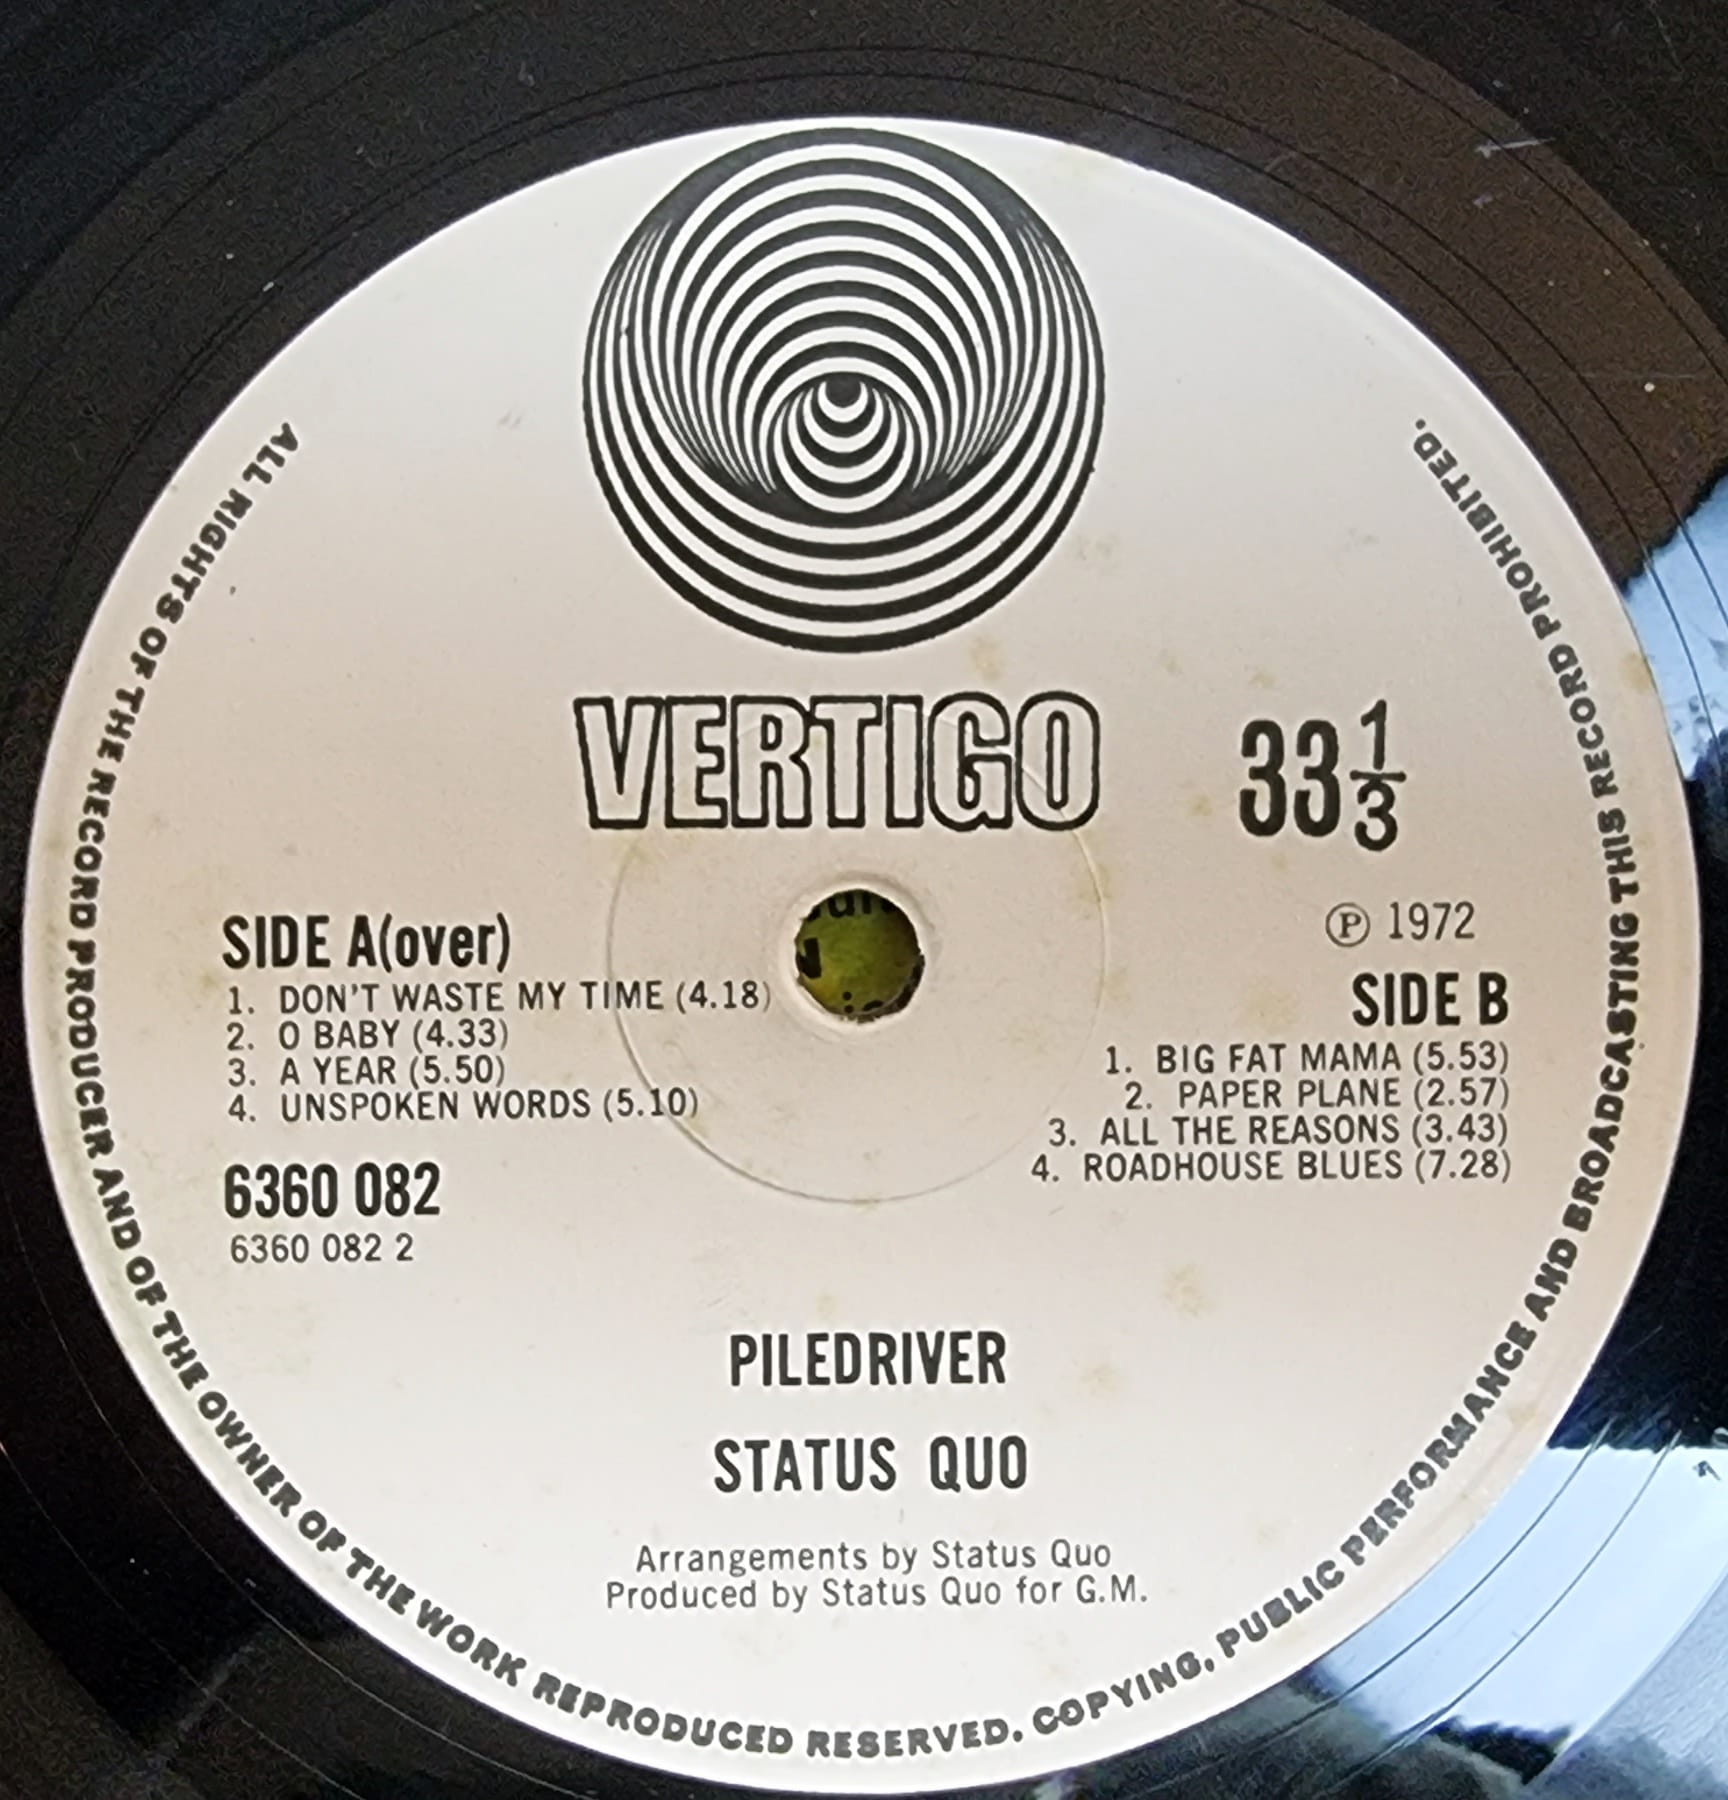 VERTIGO
33 1/3
℗ 1972
SIDE A(over)
1. DON'T WASTE MY TIME (4.18)
2. O BABY (4.33)
3. A YEAR (5.50)
4. UNSPOKEN WORDS (5.10)
6360 082
6360 082 2
SIDE B
1. BIG FAT MAMA (5.53)
2. PAPER PLANE (2.57)
3. ALL THE REASONS (3.43)
4. ROADHOUSE BLUES (7.28)
PILEDRIVER
STATUS QUO
Arrangements by Status Quo
Produced by Status Quo for G.M.
ALL RIGHTS OF THE RECORD PRODUCER AND OF THE OWNER OF THE WORK REPRODUCED RESERVED. COPYING, PUBLIC PERFORMANCE AND BROADCASTING THIS RECORD PROHIBITED.